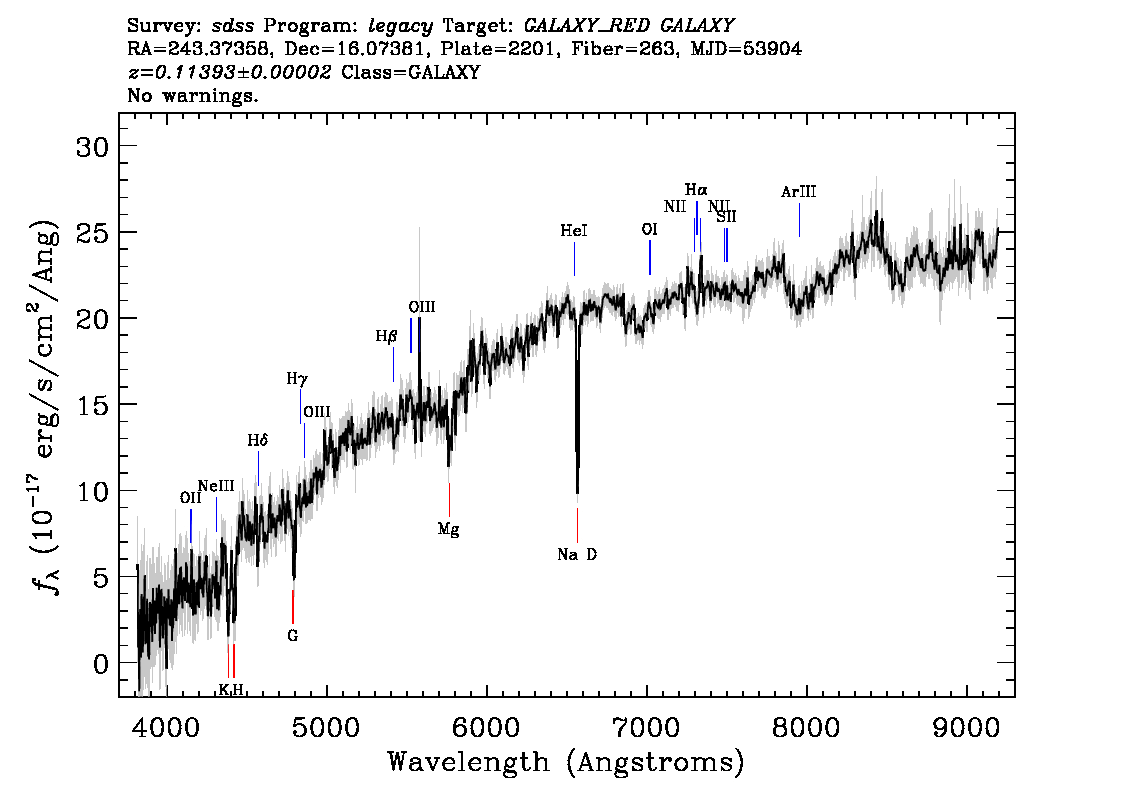 Survey: sdss Program: legacy Target: GALAXY_RED GALAXY
RA=243.37358, Dec=16.07381, Plate=2201, Fiber=263, MJD=53904
z=0.11393±0.00002 Class=GALAXY
No warnings.
30
25
20
15
10
5
0
f_λ (10^−17 erg/s/cm^2/Ang)
OII
NeIII
K
H
Hδ
G
Hγ
OIII
Hβ
OIII
Mg
HeI
Na D
OI
NII
Hα
NII
SII
ArIII
4000 5000 6000 7000 8000 9000
Wavelength (Angstroms)